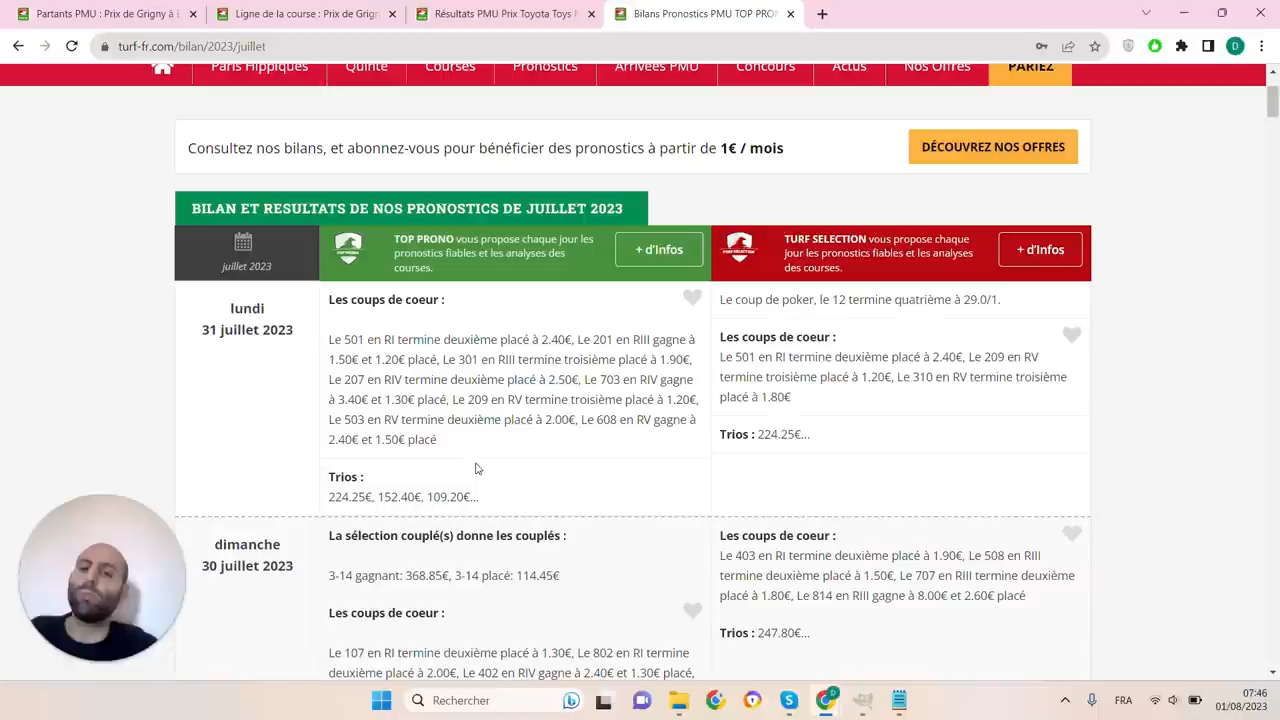 Partants PMU : Prix de Grigny à E
Ligne de la course : Prix de Grign
Résultats PMU Prix Toyota Toys M
Bilans Pronostics PMU TOP PRON
turf-fr.com/bilan/2023/juillet
Paris Hippiques
Quinté
Courses
Pronostics
Arrivées PMU
Concours
Actus
Nos Offres
PARIEZ
Consultez nos bilans, et abonnez-vous pour bénéficier des pronostics à partir de 1€ / mois
DÉCOUVREZ NOS OFFRES
BILAN ET RESULTATS DE NOS PRONOSTICS DE JUILLET 2023
juillet 2023
TOP PRONO
TOP PRONO vous propose chaque jour les
pronostics fiables et les analyses des
courses.
+ d'Infos
TURF SELECTION
TURF SELECTION vous propose chaque
jour les pronostics fiables et les analyses
des courses.
+ d'Infos
lundi
31 juillet 2023
Les coups de coeur :
Le 501 en RI termine deuxième placé à 2.40€, Le 201 en RIII gagne à
1.50€ et 1.20€ placé, Le 301 en RIII termine troisième placé à 1.90€,
Le 207 en RIV termine deuxième placé à 2.50€, Le 703 en RIV gagne
à 3.40€ et 1.30€ placé, Le 209 en RV termine troisième placé à 1.20€,
Le 503 en RV termine deuxième placé à 2.00€, Le 608 en RV gagne à
2.40€ et 1.50€ placé
Trios :
224.25€, 152.40€, 109.20€...
Le coup de poker, le 12 termine quatrième à 29.0/1.
Les coups de coeur :
Le 501 en RI termine deuxième placé à 2.40€, Le 209 en RV
termine troisième placé à 1.20€, Le 310 en RV termine troisième
placé à 1.80€
Trios : 224.25€...
dimanche
30 juillet 2023
La sélection couplé(s) donne les couplés :
3-14 gagnant: 368.85€, 3-14 placé: 114.45€
Les coups de coeur :
Le 107 en RI termine deuxième placé à 1.30€, Le 802 en RI termine
deuxième placé à 2.00€, Le 402 en RIV gagne à 2.40€ et 1.30€ placé,
Les coups de coeur :
Le 403 en RI termine deuxième placé à 1.90€, Le 508 en RIII
termine deuxième placé à 1.50€, Le 707 en RIII termine deuxième
placé à 1.80€, Le 814 en RIII gagne à 8.00€ et 2.60€ placé
Trios : 247.80€...
Rechercher
FRA
07:46
01/08/2023